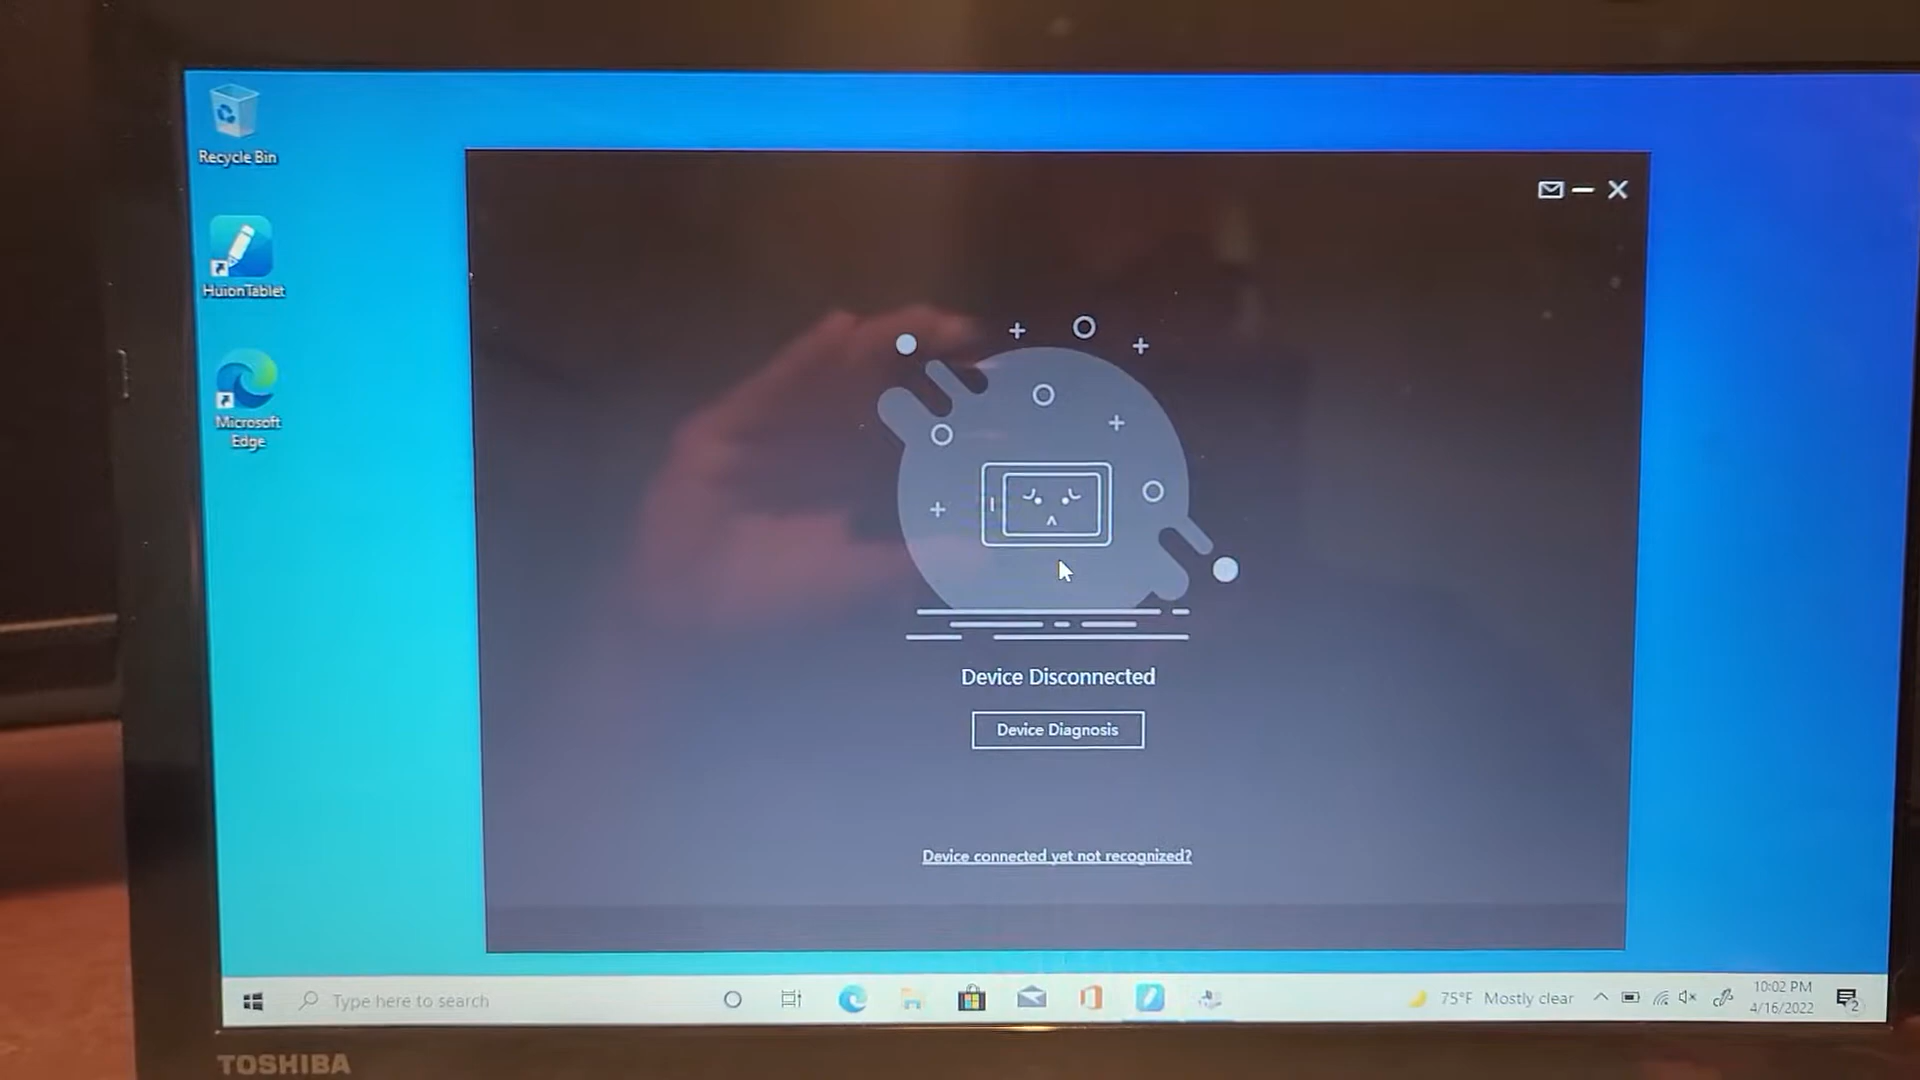 Recycle Bin
HuionTablet
Microsoft
Edge
Device Disconnected
Device Diagnosis
Device connected yet not recognized?
Type here to search
75°F Mostly clear
10:02 PM
4/16/2022
2
TOSHIBA